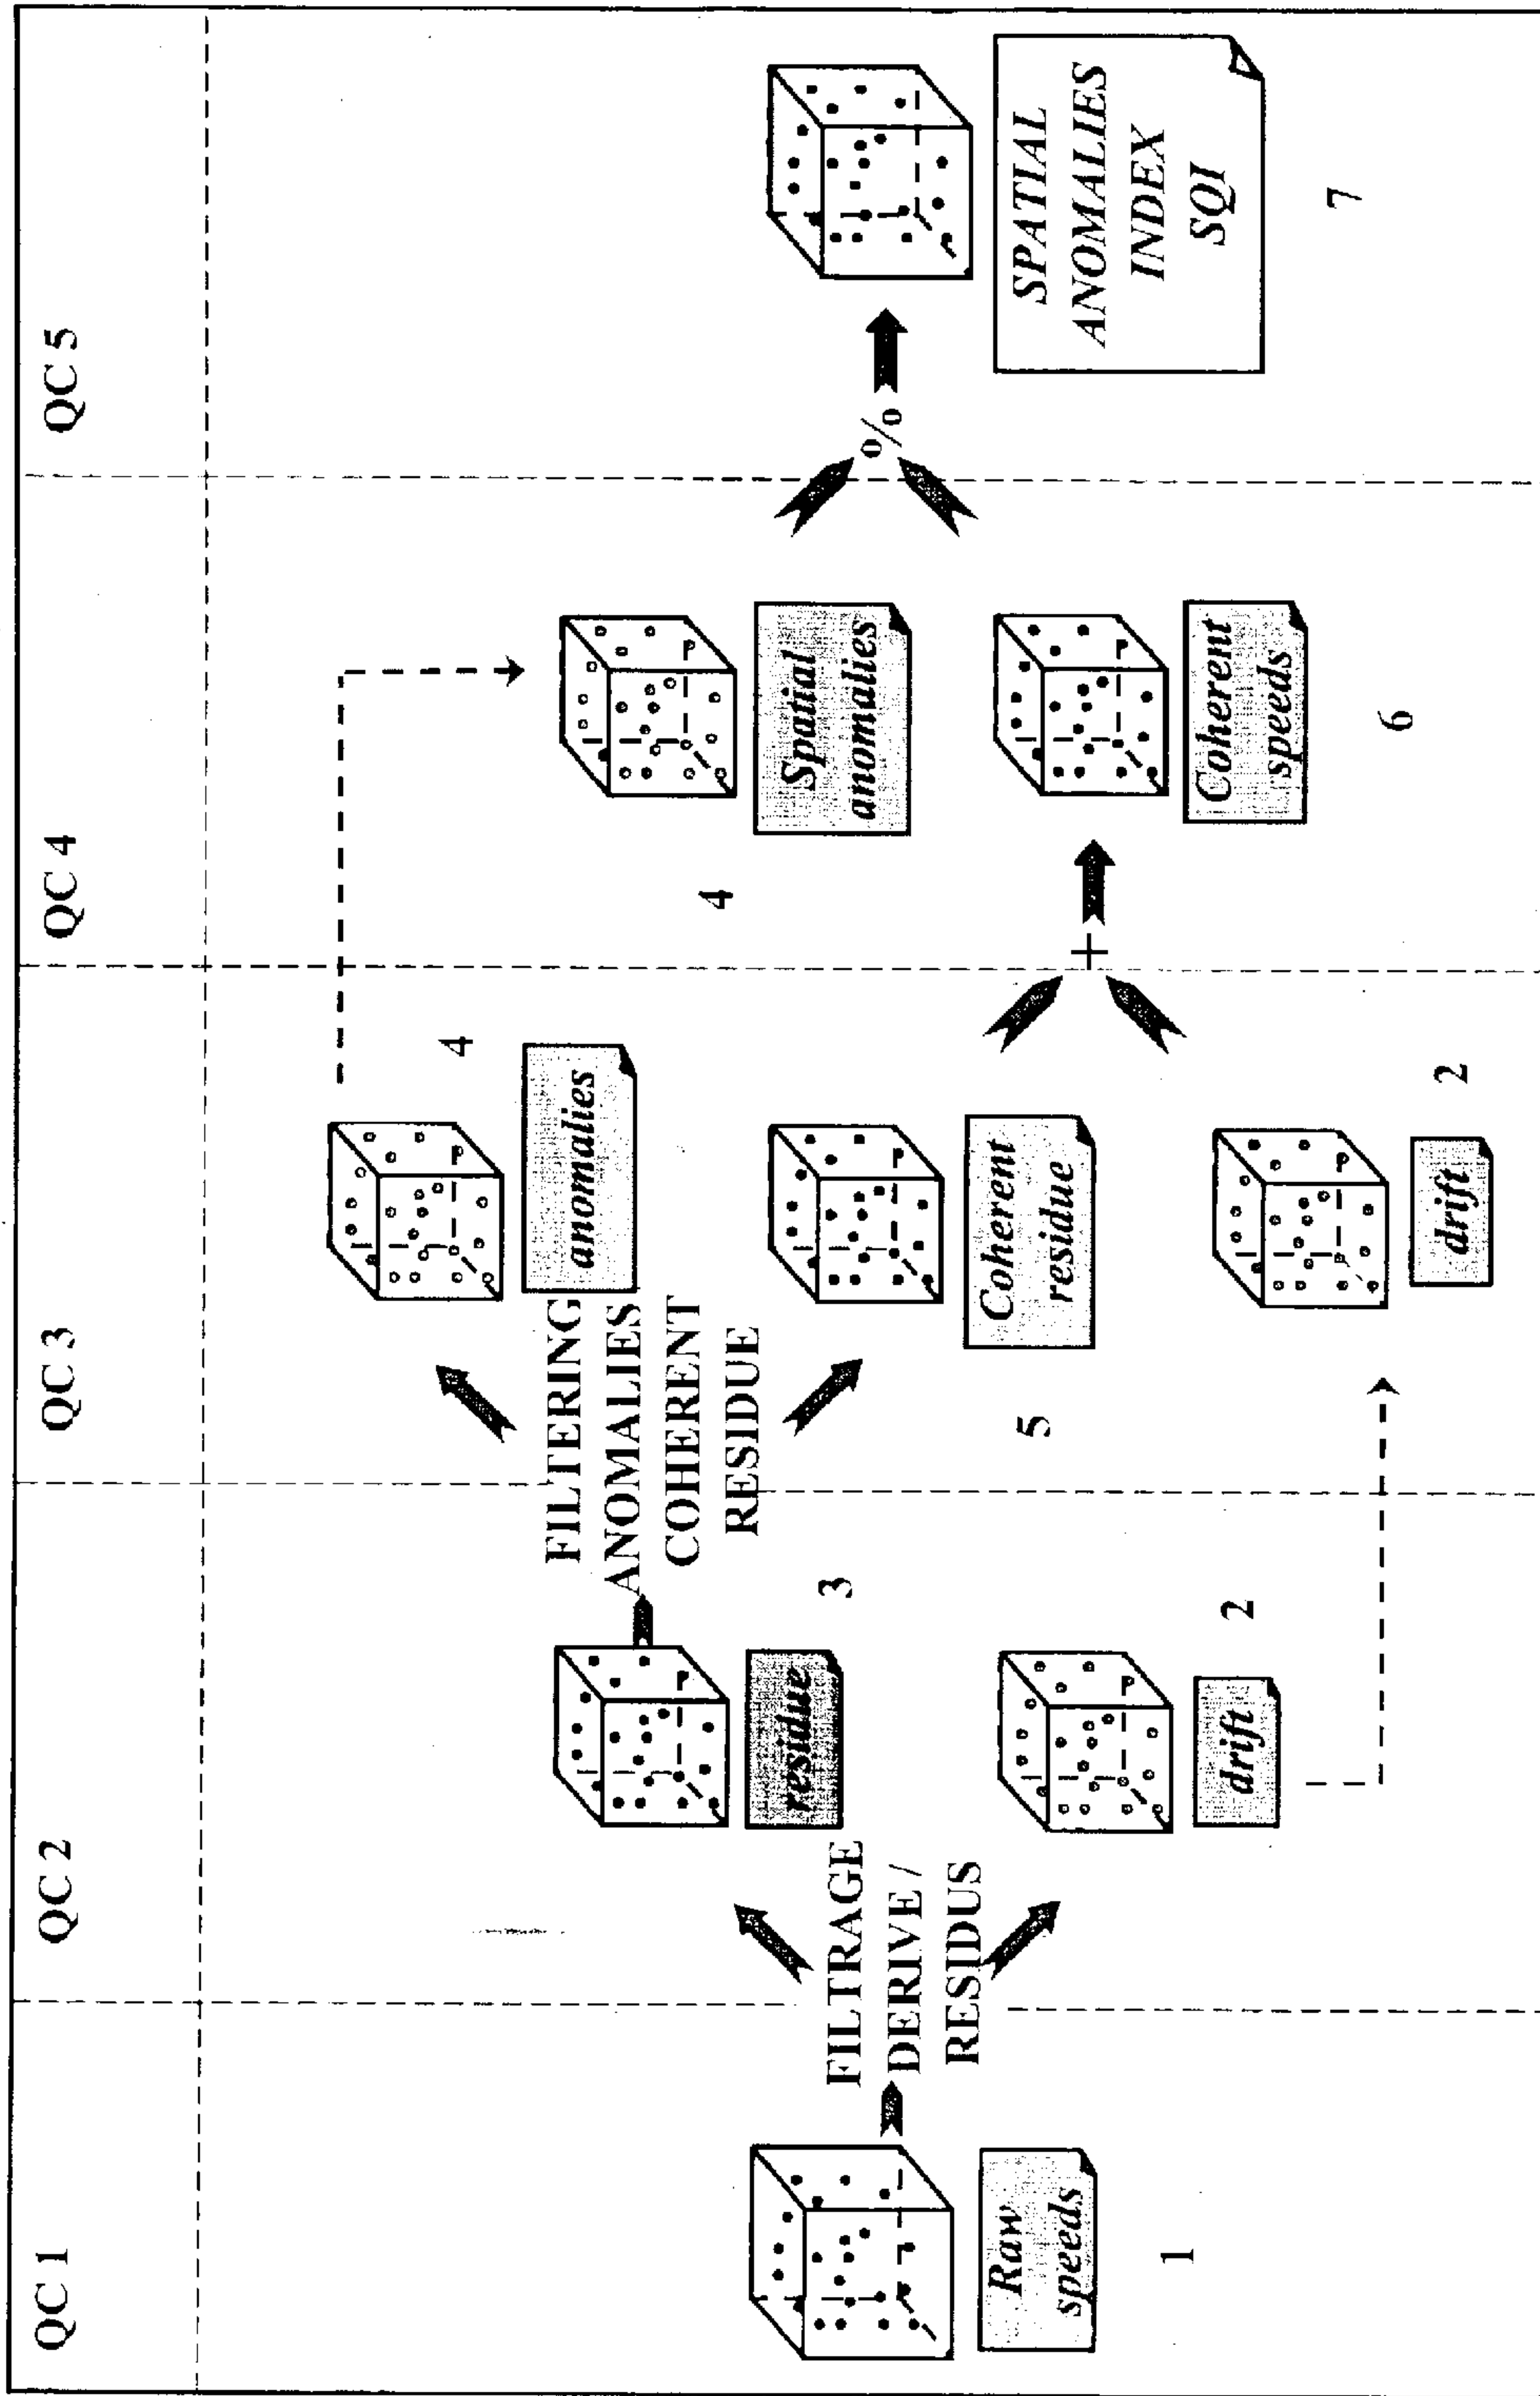 QC 1
QC 2
QC 3
QC 4
QC 5
Raw
speeds
1
FILTRAGE
DERIVE /
RESIDUS
residue
3
drift
2
FILTERING
ANOMALIES
COHERENT
RESIDUE
4
anomalies
Coherent
residue
5
drift
2
4
Spatial
anomalies
+
Coherent
speeds
6
%
SPATIAL
ANOMALIES
INDEX
SQI
7